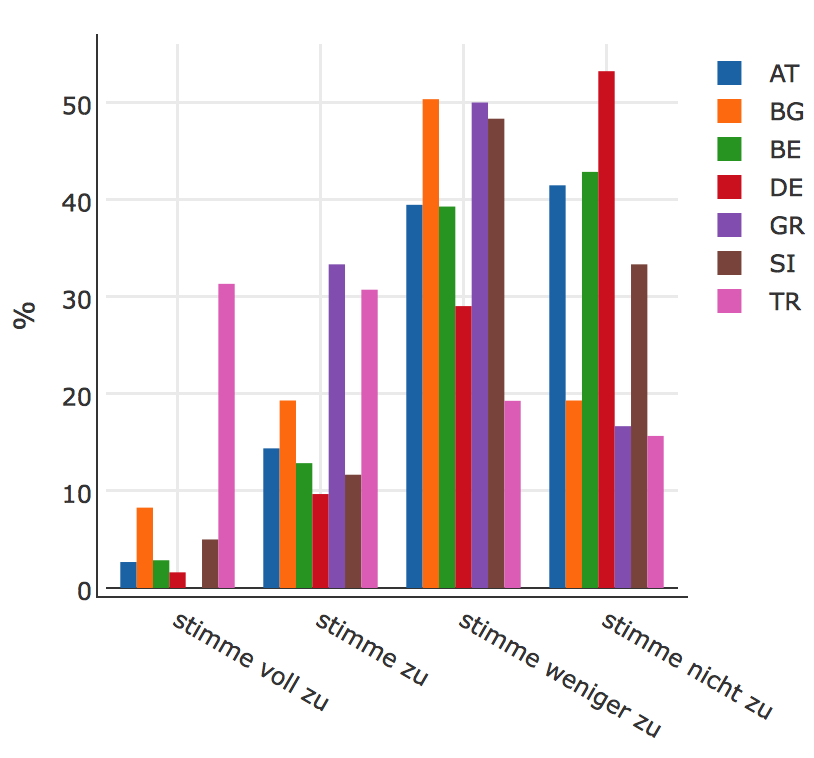 %
50
40
30
20
10
0
stimme voll zu
stimme zu
stimme weniger zu
stimme nicht zu
AT
BG
BE
DE
GR
SI
TR